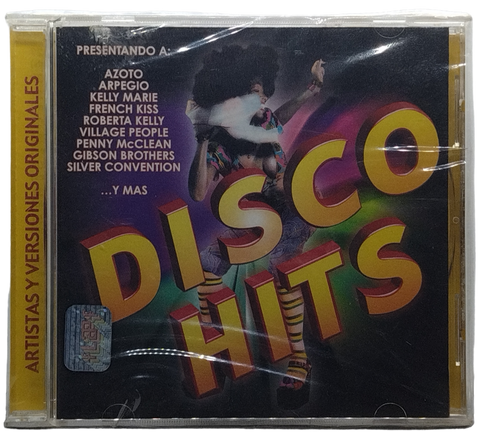 PRESENTANDO A:
AZOTO
ARPEGIO
KELLY MARIE
FRENCH KISS
ROBERTA KELLY
VILLAGE PEOPLE
PENNY McCLEAN
GIBSON BROTHERS
SILVER CONVENTION
...Y MAS
DISCO
HITS
ARTISTAS Y VERSIONES ORIGINALES